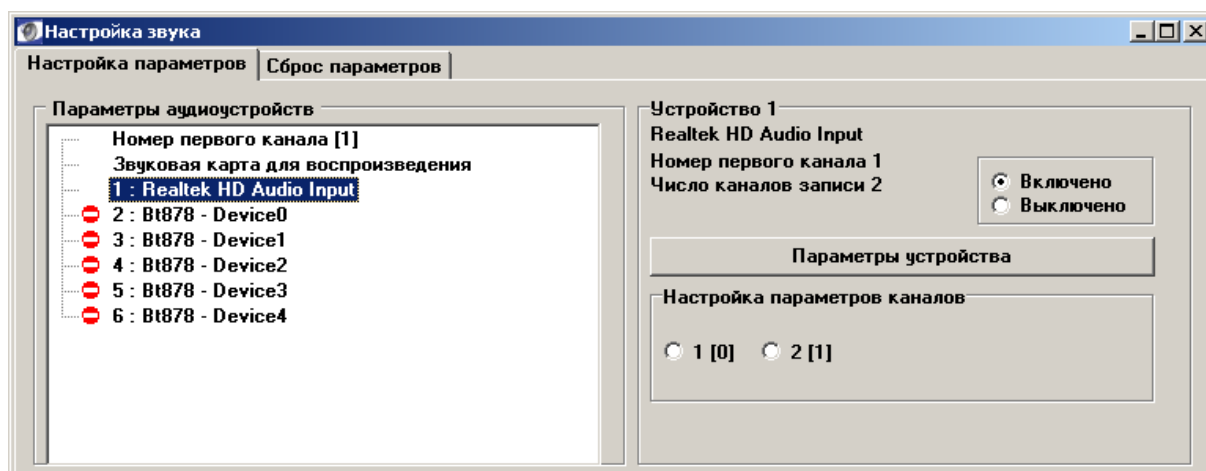 Настройка звука
Настройка параметров
Сброс параметров
Параметры аудиоустройств
Номер первого канала [1]
Звуковая карта для воспроизведения
1 : Realtek HD Audio Input
2 : Bt878 - Device0
3 : Bt878 - Device1
4 : Bt878 - Device2
5 : Bt878 - Device3
6 : Bt878 - Device4
Устройство 1
Realtek HD Audio Input
Номер первого канала 1
Число каналов записи 2
Включено
Выключено
Параметры устройства
Настройка параметров каналов
1 [0] 2 [1]